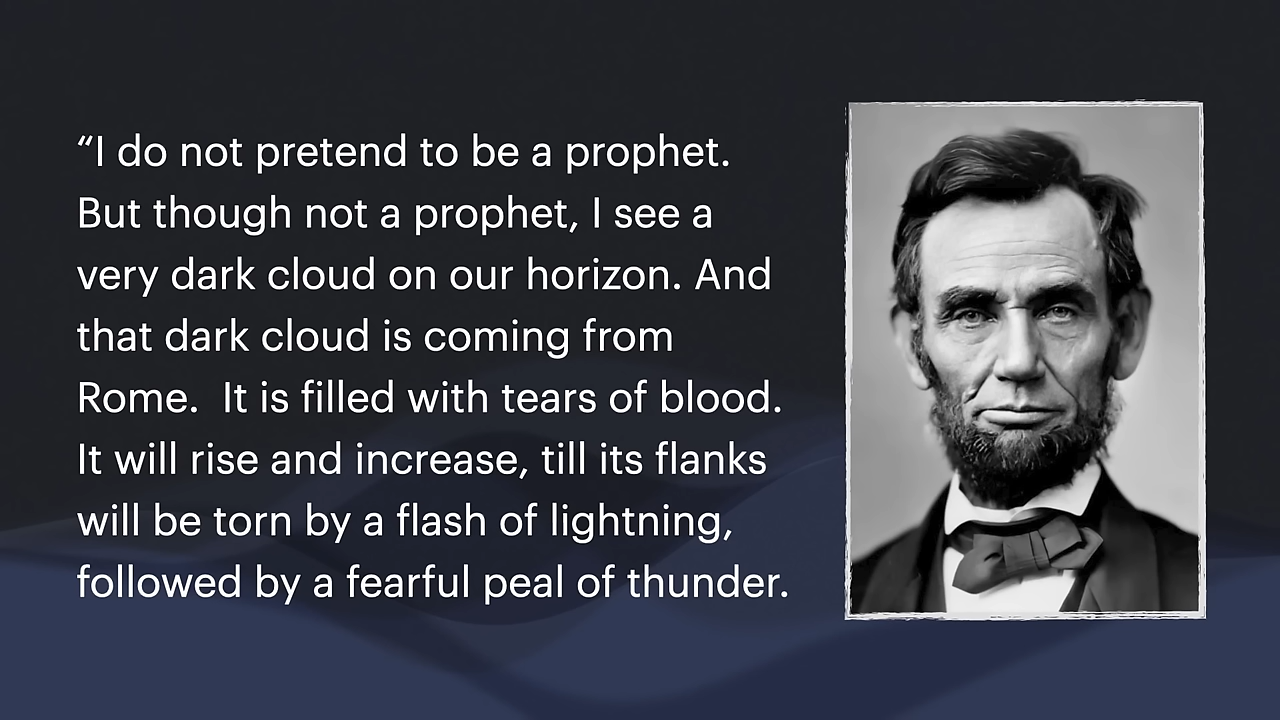 “I do not pretend to be a prophet.
But though not a prophet, I see a
very dark cloud on our horizon. And
that dark cloud is coming from
Rome.  It is filled with tears of blood.
It will rise and increase, till its flanks
will be torn by a flash of lightning,
followed by a fearful peal of thunder.